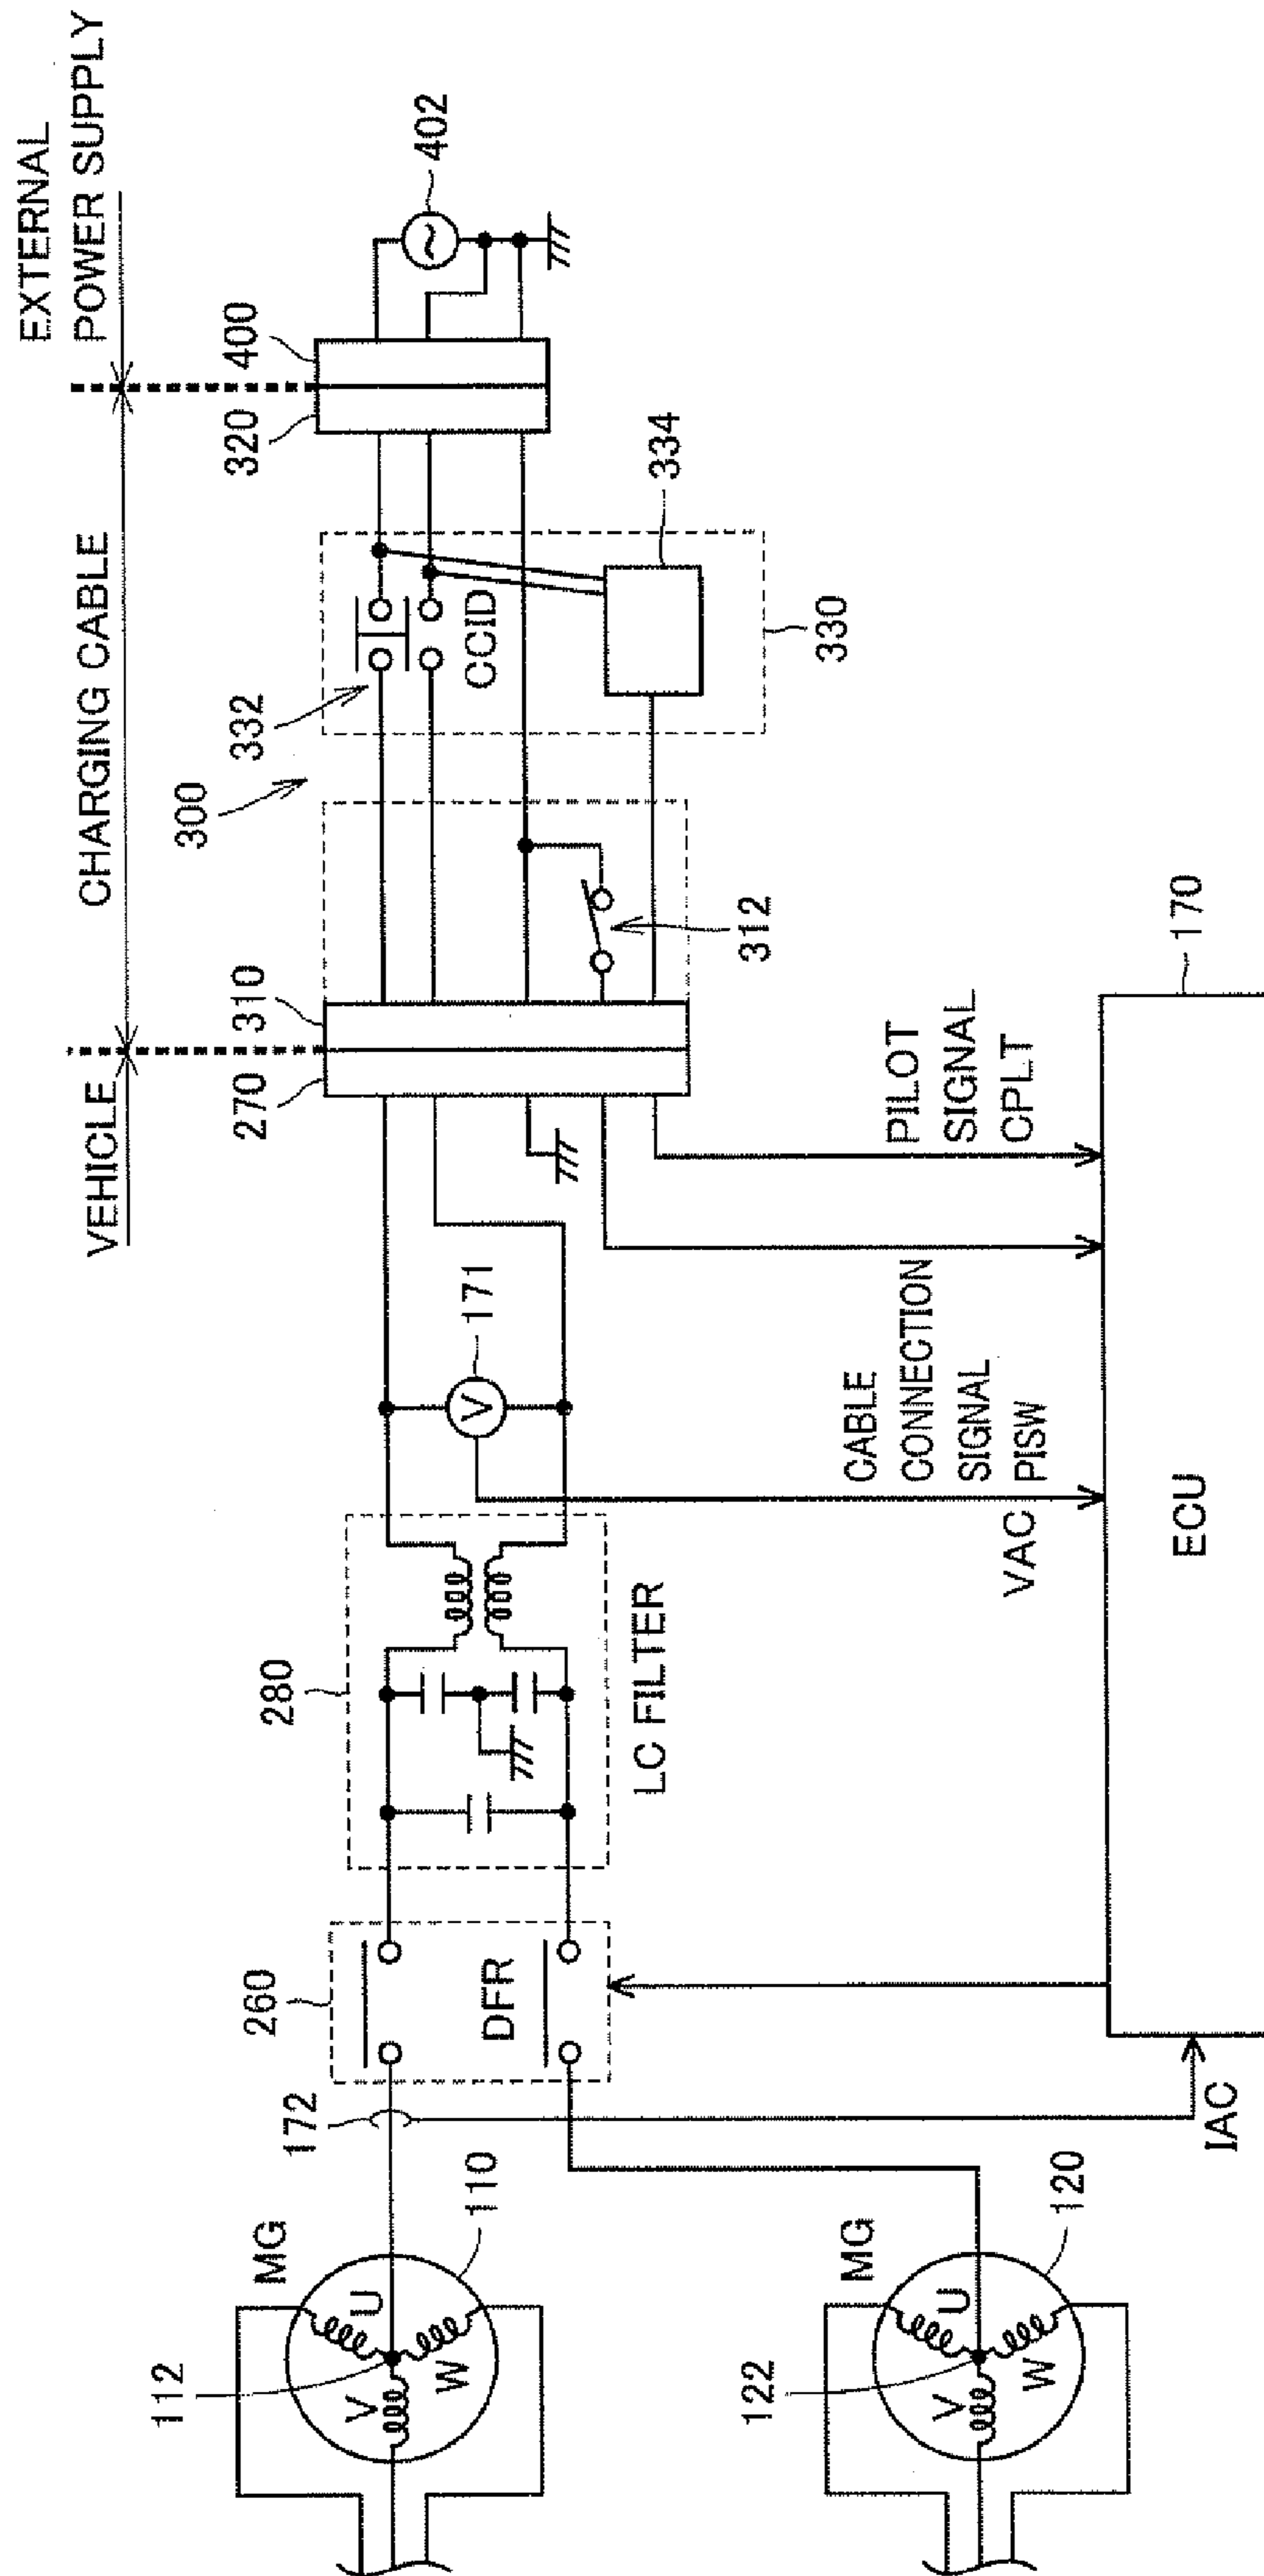 VEHICLE
CHARGING CABLE
EXTERNAL
POWER SUPPLY
300
270
310
320
400
402
332
CCID
334
330
312
171
V
280
LC FILTER
260
DFR
172
MG
110
112
U
V
W
MG
120
122
U
V
W
IAC
VAC
CABLE
CONNECTION
SIGNAL
PISW
PILOT
SIGNAL
CPLT
170
ECU